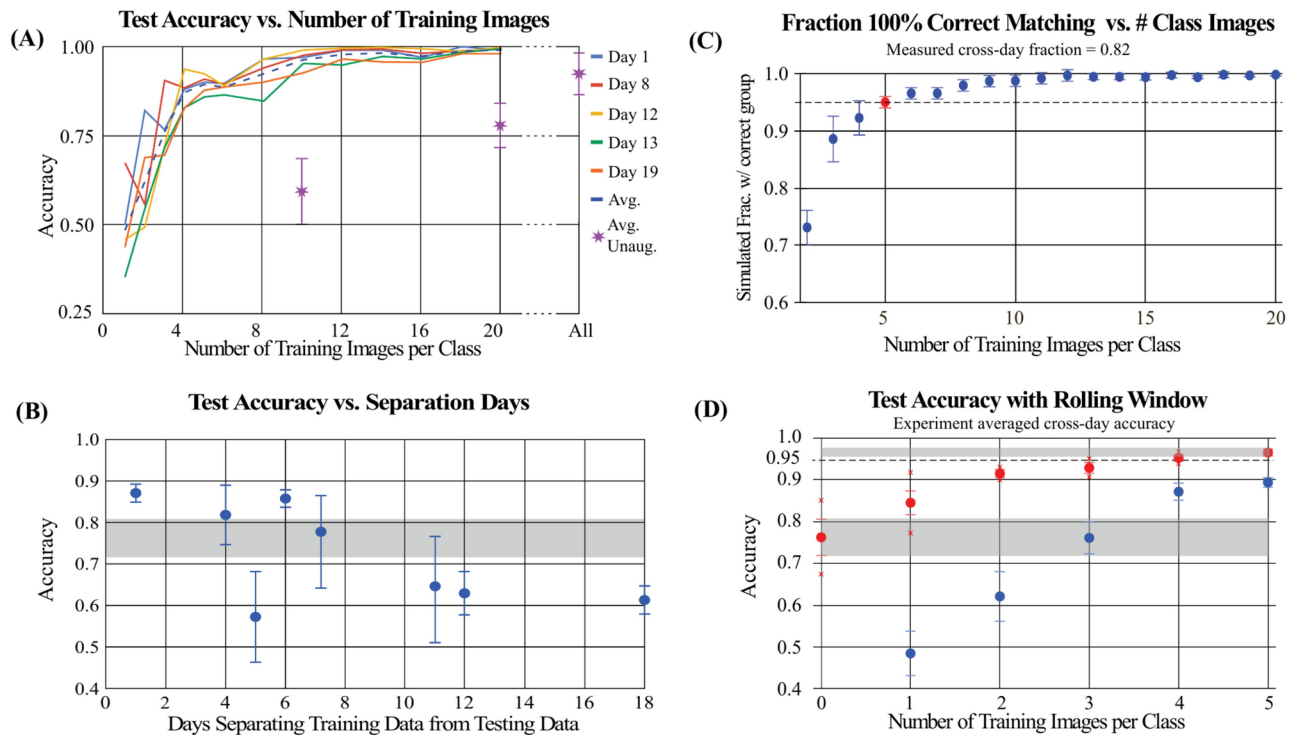 (A)
Test Accuracy vs. Number of Training Images
1.00
0.75
0.50
0.25
Accuracy
0
4
8
12
16
20
All
Number of Training Images per Class
Day 1
Day 8
Day 12
Day 13
Day 19
Avg.
Avg.
Unaug.
(C)
Fraction 100% Correct Matching vs. # Class Images
Measured cross-day fraction = 0.82
1.0
0.9
0.8
0.7
0.6
Simulated Frac. w/ correct group
5
10
15
20
Number of Training Images per Class
(B)
Test Accuracy vs. Separation Days
1.0
0.9
0.8
0.7
0.6
0.5
0.4
Accuracy
0
2
4
6
8
10
12
14
16
18
Days Separating Training Data from Testing Data
(D)
Test Accuracy with Rolling Window
Experiment averaged cross-day accuracy
1.0
0.95
0.9
0.8
0.7
0.6
0.5
0.4
Accuracy
0
1
2
3
4
5
Number of Training Images per Class